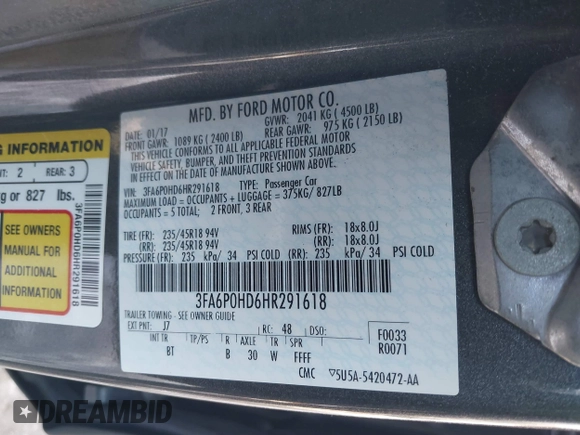 MFD. BY FORD MOTOR CO.
DATE: 01/17 GVWR: 2041 KG ( 4500 LB)
FRONT GAWR: 1089 KG ( 2400 LB) REAR GAWR: 975 KG ( 2150 LB)
THIS VEHICLE CONFORMS TO ALL APPLICABLE FEDERAL MOTOR
VEHICLE SAFETY, BUMPER, AND THEFT PREVENTION STANDARDS
IN EFFECT ON THE DATE OF MANUFACTURE SHOWN ABOVE.
VIN: 3FA6P0HD6HR291618 TYPE: Passenger Car
MAXIMUM LOAD = OCCUPANTS + LUGGAGE = 375KG/ 827LB
OCCUPANTS = 5 TOTAL; 2 FRONT, 3 REAR
TIRE (FR): 235/45R18 94V RIMS (FR): 18x8.0J
(RR): 235/45R18 94V (RR): 18x8.0J
PRESSURE (FR): 235 kPa/ 34 PSI COLD (RR): 235 kPa/ 34 PSI COLD
3FA6P0HD6HR291618
TRAILER TOWING - SEE OWNER GUIDE
EXT PNT: J7 RC: 48 DSO:
INT TR TP/PS R AXLE TR SPR
BT B 30 W FFFF
F0033
R0071
CMC ▽5U5A-5420472-AA
G INFORMATION
NT: 2 REAR: 3
g or 827 lbs.
SEE OWNERS
MANUAL FOR
ADDITIONAL
INFORMATION
3FA6P0HD6HR291618
DREAMBID